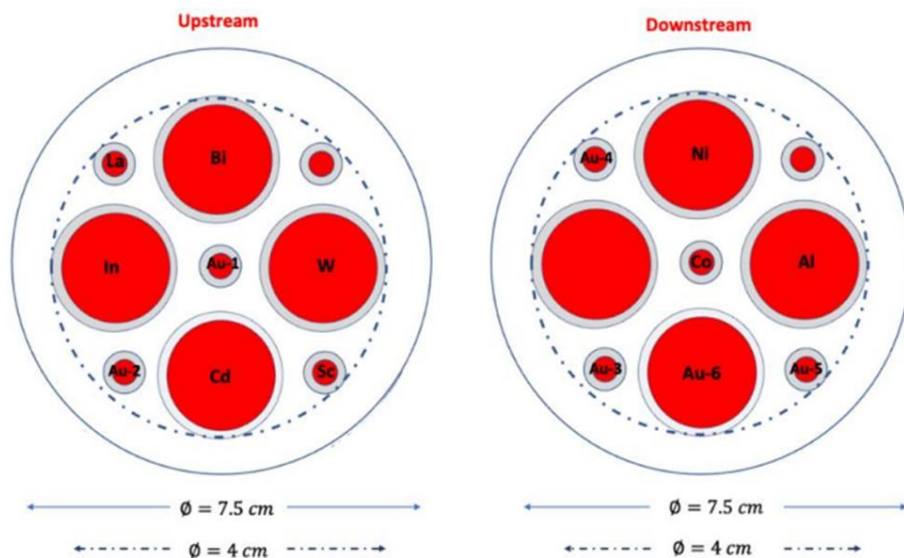 Upstream
La
Bi
In
Au-1
W
Au-2
Cd
Sc
∅ = 7.5 cm
∅ = 4 cm
Downstream
Au-4
Ni
Co
Al
Au-3
Au-6
Au-5
∅ = 7.5 cm
∅ = 4 cm